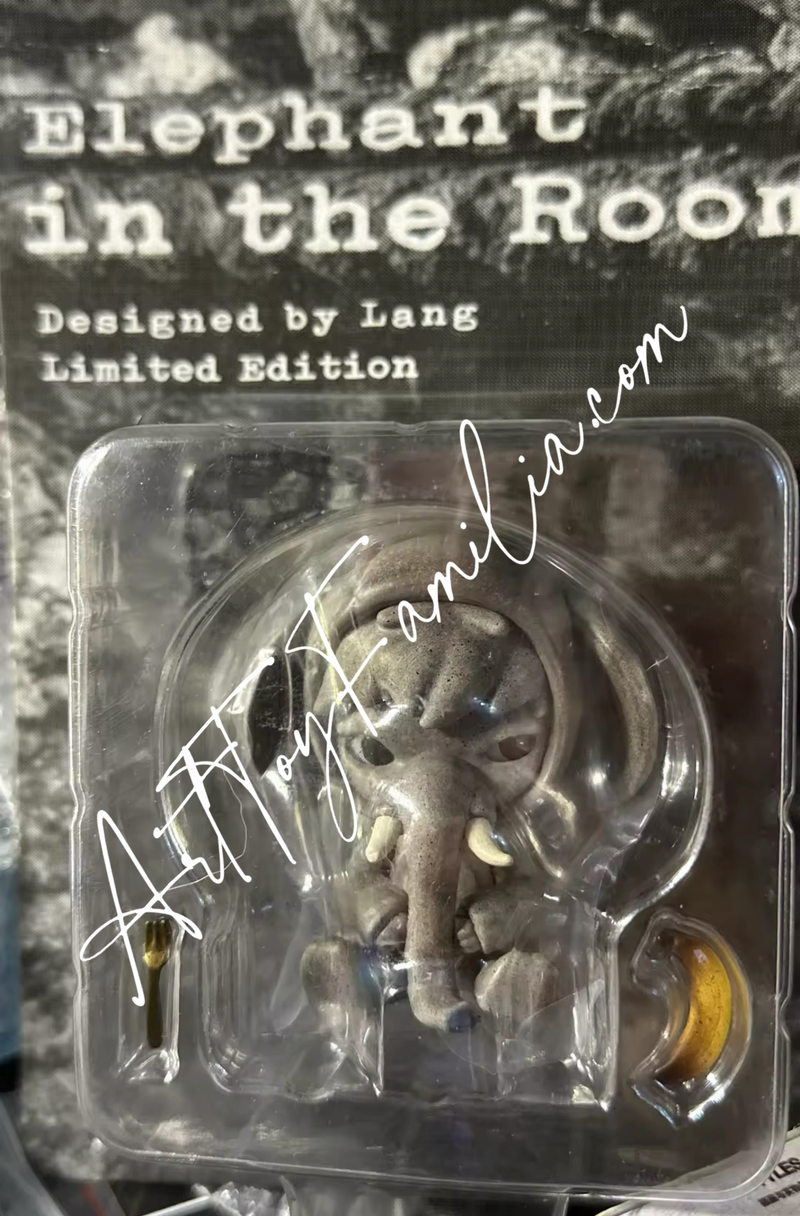 Elephant
in the Room
Designed by Lang
Limited Edition
ArtToyFamilia.com